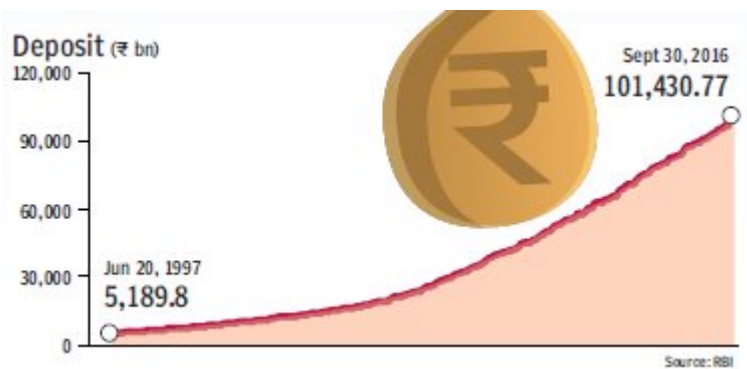 Deposit (₹ bn)
120,000
90,000
60,000
30,000
0
Jun 20, 1997
5,189.8
₹
Sept 30, 2016
101,430.77
Source: RBI